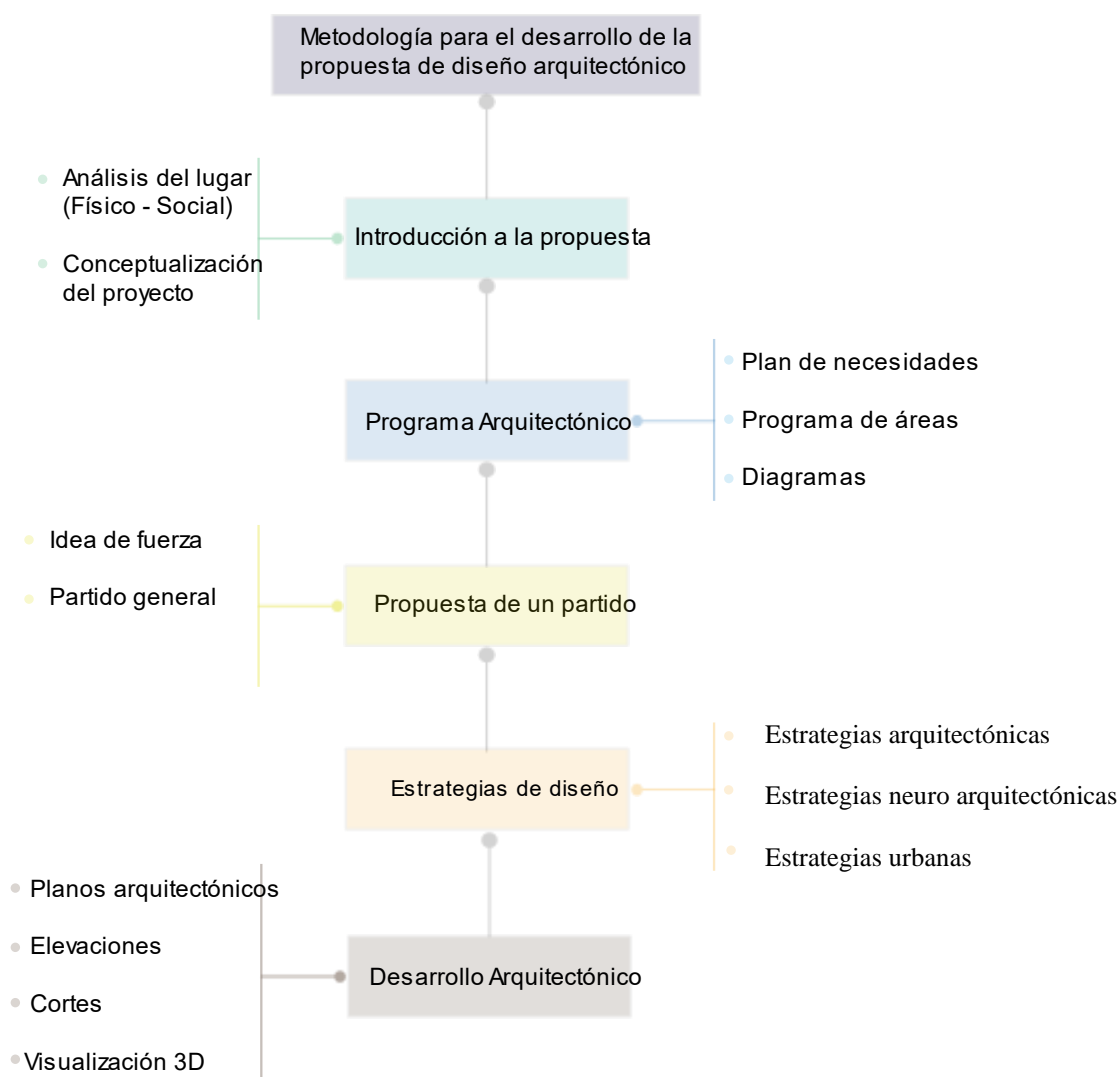 Metodología para el desarrollo de la
propuesta de diseño arquitectónico
Análisis del lugar
(Físico - Social)
Conceptualización
del proyecto
Introducción a la propuesta
Programa Arquitectónico
Plan de necesidades
Programa de áreas
Diagramas
Idea de fuerza
Partido general
Propuesta de un partido
Estrategias de diseño
Estrategias arquitectónicas
Estrategias neuro arquitectónicas
Estrategias urbanas
Planos arquitectónicos
Elevaciones
Cortes
Visualización 3D
Desarrollo Arquitectónico